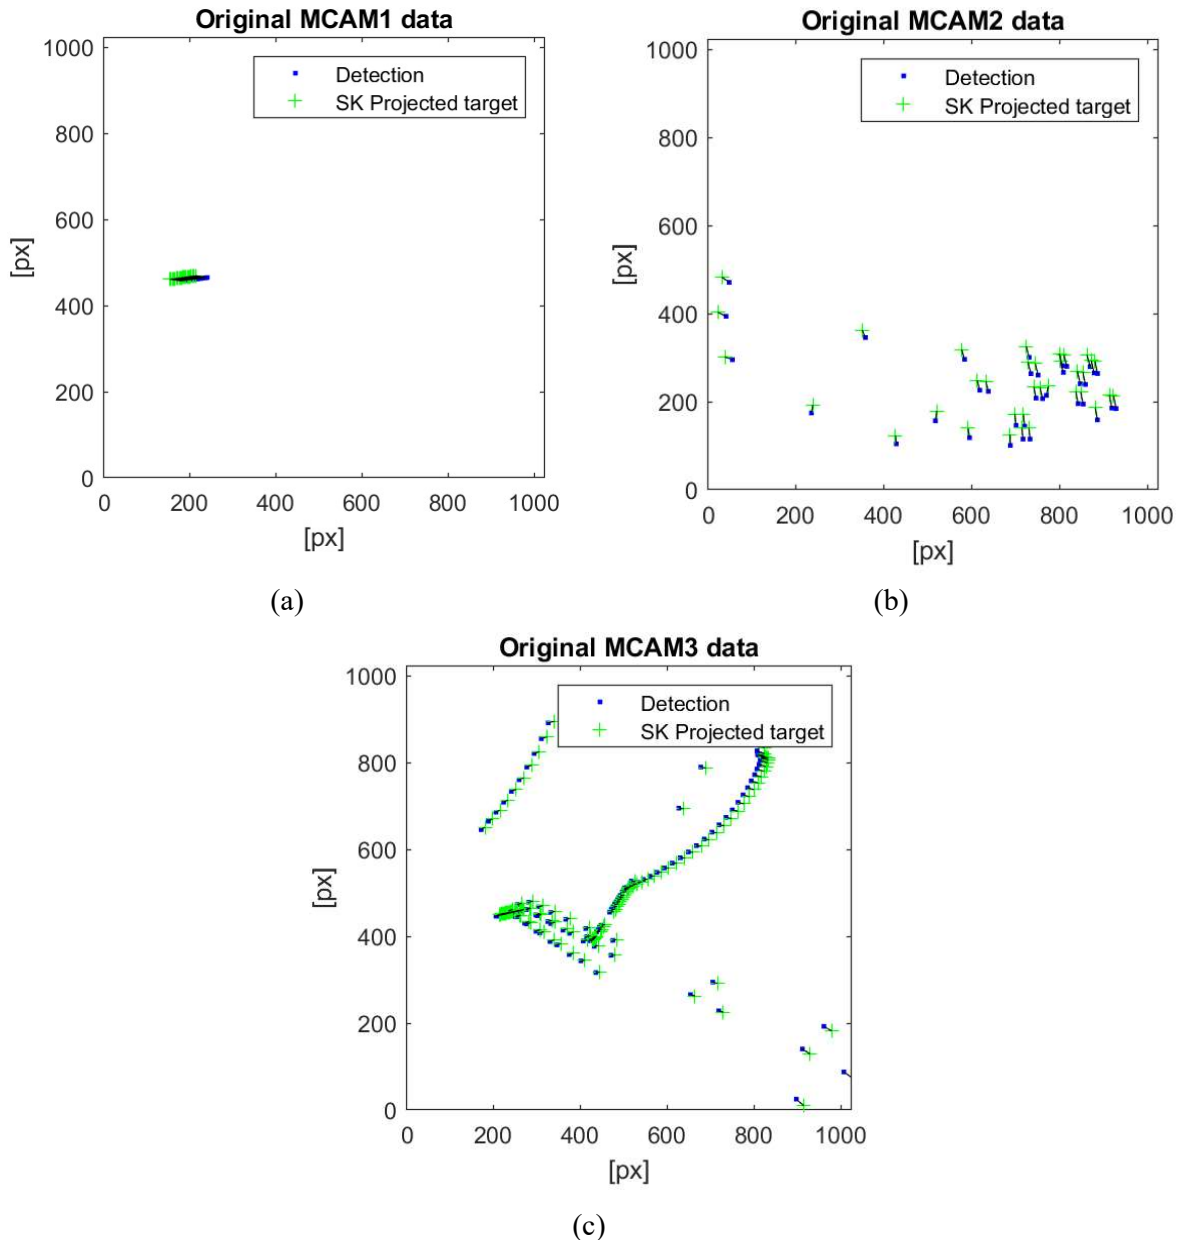 Original MCAM1 data
1000
800
600
400
200
0
[px]
Detection
SK Projected target
0 200 400 600 800 1000
[px]
(a)
Original MCAM2 data
1000
800
600
400
200
0
[px]
Detection
SK Projected target
0 200 400 600 800 1000
[px]
(b)
Original MCAM3 data
1000
800
600
400
200
0
[px]
Detection
SK Projected target
0 200 400 600 800 1000
[px]
(c)